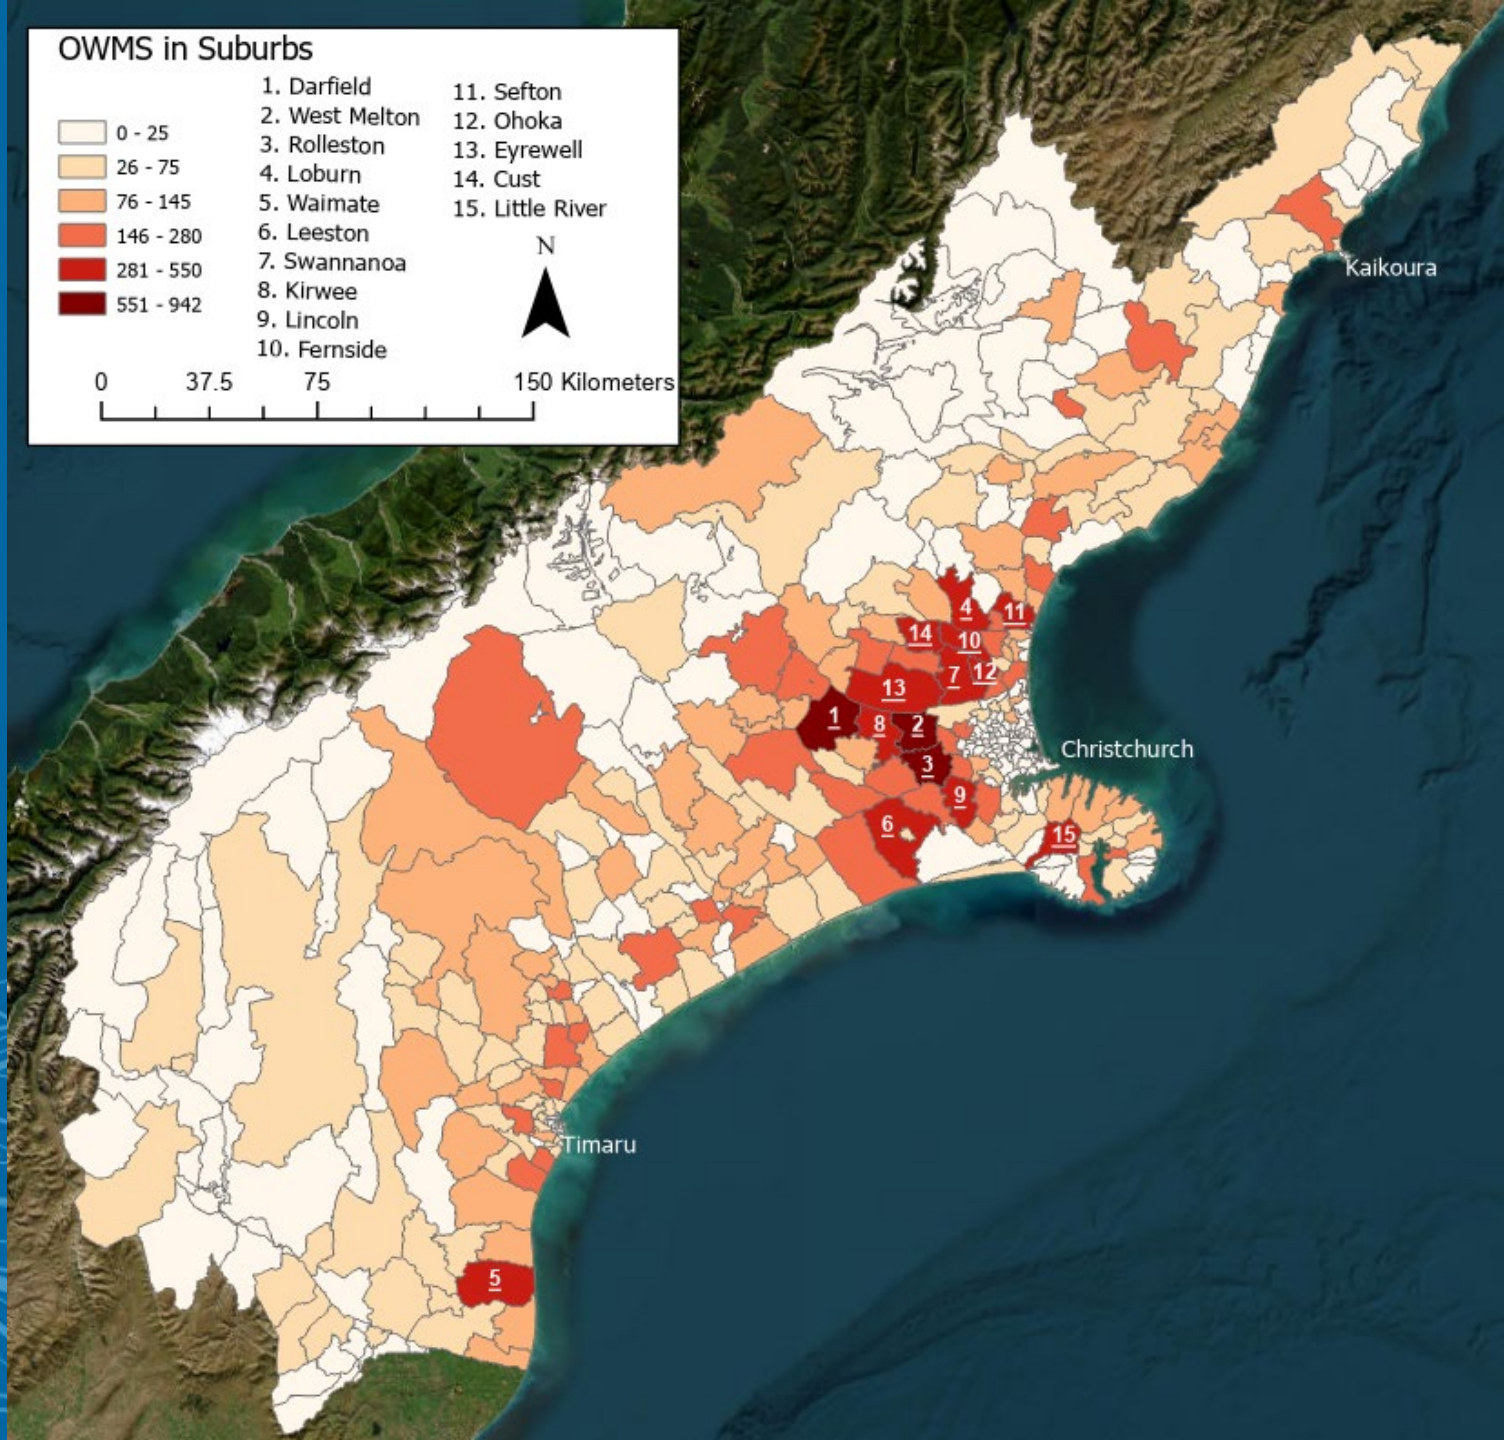 OWMS in Suburbs
0 - 25
26 - 75
76 - 145
146 - 280
281 - 550
551 - 942
1. Darfield
2. West Melton
3. Rolleston
4. Loburn
5. Waimate
6. Leeston
7. Swannanoa
8. Kirwee
9. Lincoln
10. Fernside
11. Sefton
12. Ohoka
13. Eyrewell
14. Cust
15. Little River
N
0 37.5 75 150 Kilometers
Kaikoura
4
11
14
10
7
12
13
1
8
2
3
Christchurch
9
6
15
Timaru
5